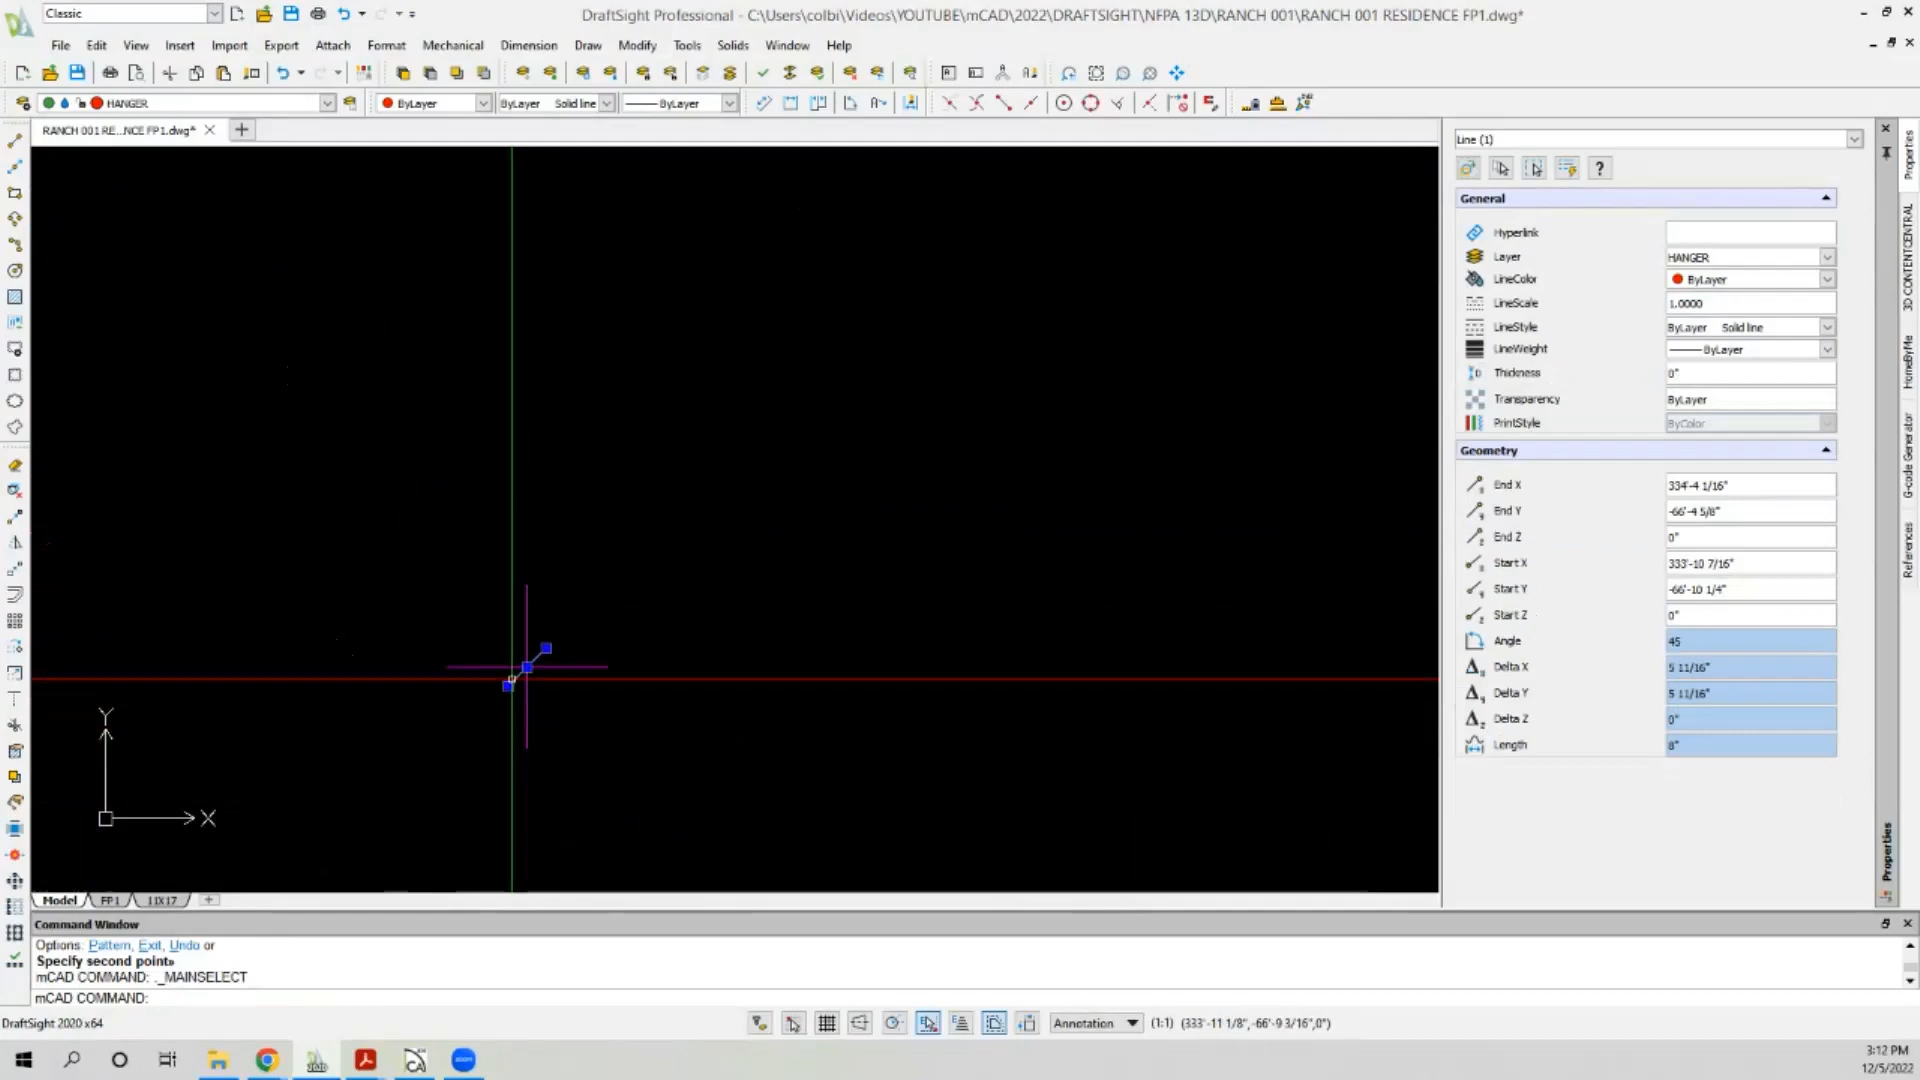 Classic
DraftSight Professional - C:\Users\colbi\Videos\YOUTUBE\mCAD\2022\DRAFTSIGHT\NFPA 13D\RANCH 001\RANCH 001 RESIDENCE FP1.dwg*
File Edit View Insert Import Export Attach Format Mechanical Dimension Draw Modify Tools Solids Window Help
HANGER
ByLayer
ByLayer Solid line
ByLayer
RANCH 001 RE...NCE FP1.dwg*
Line (1)
General
Hyperlink
Layer HANGER
LineColor ByLayer
LineScale 1.0000
LineStyle ByLayer Solid line
LineWeight ByLayer
Thickness 0"
Transparency ByLayer
PrintStyle ByColor
Geometry
End X 334'-4 1/16"
End Y -66'-4 5/8"
End Z 0"
Start X 333'-10 7/16"
Start Y -66'-10 1/4"
Start Z 0"
Angle 45
Delta X 5 11/16"
Delta Y 5 11/16"
Delta Z 0"
Length 8"
Properties
3D CONTENTCENTRAL
HomeByMe
G-code Generator
References
Properties
Y
X
Model FP1 11X17
Command Window
Options: Pattern, Exit, Undo or
Specify second point»
mCAD COMMAND: ._MAINSELECT
mCAD COMMAND:
DraftSight 2020 x64
Annotation (1:1) (333'-11 1/8",-66'-9 3/16",0")
3:12 PM
12/5/2022